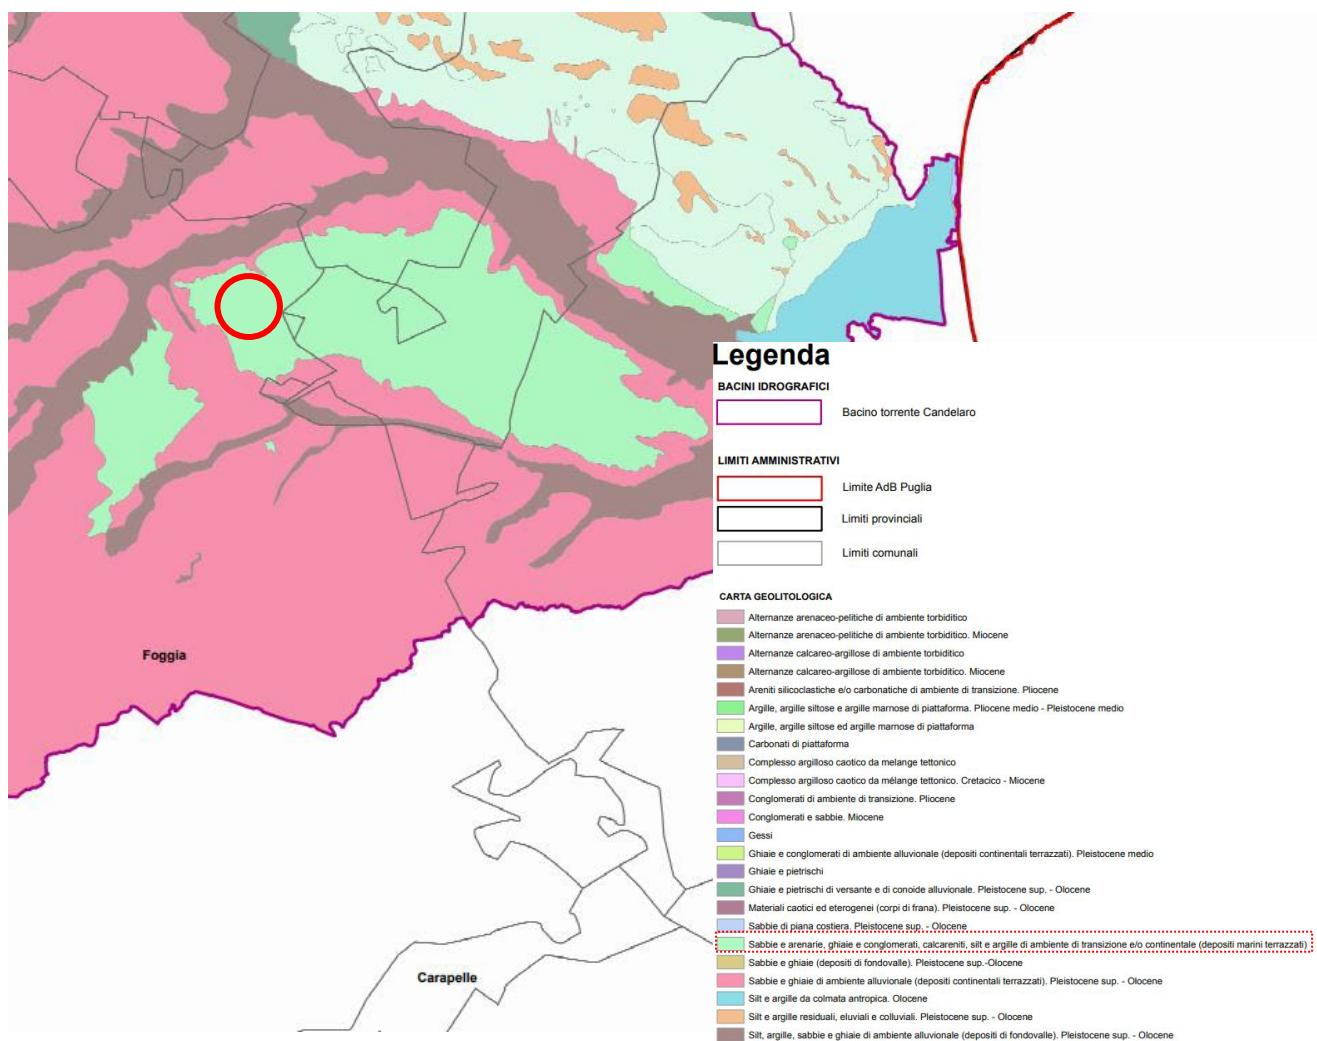 Foggia
Carapelle
Legenda
BACINI IDROGRAFICI
Bacino torrente Candelaro
LIMITI AMMINISTRATIVI
Limite AdB Puglia
Limiti provinciali
Limiti comunali
CARTA GEOLITOLOGICA
Alternanze arenaceo-pelitiche di ambiente torbiditico
Alternanze arenaceo-pelitiche di ambiente torbiditico. Miocene
Alternanze calcareo-argillose di ambiente torbiditico
Alternanze calcareo-argillose di ambiente torbiditico. Miocene
Areniti silicoclastiche e/o carbonatiche di ambiente di transizione. Pliocene
Argille, argille siltose e argille marnose di piattaforma. Pliocene medio - Pleistocene medio
Argille, argille siltose ed argille marnose di piattaforma
Carbonati di piattaforma
Complesso argilloso caotico da melange tettonico
Complesso argilloso caotico da mélange tettonico. Cretacico - Miocene
Conglomerati di ambiente di transizione. Pliocene
Conglomerati e sabbie. Miocene
Gessi
Ghiaie e conglomerati di ambiente alluvionale (depositi continentali terrazzati). Pleistocene medio
Ghiaie e pietrischi
Ghiaie e pietrischi di versante e di conoide alluvionale. Pleistocene sup. - Olocene
Materiali caotici ed eterogenei (corpi di frana). Pleistocene sup. - Olocene
Sabbie di piana costiera. Pleistocene sup. - Olocene
Sabbie e arenarie, ghiaie e conglomerati, calcareniti, silt e argille di ambiente di transizione e/o continentale (depositi marini terrazzati)
Sabbie e ghiaie (depositi di fondovalle). Pleistocene sup.-Olocene
Sabbie e ghiaie di ambiente alluvionale (depositi continentali terrazzati). Pleistocene sup. - Olocene
Silt e argille da colmata antropica. Olocene
Silt e argille residuali, eluviali e colluviali. Pleistocene sup. - Olocene
Silt, argille, sabbie e ghiaie di ambiente alluvionale (depositi di fondovalle). Pleistocene sup. - Olocene